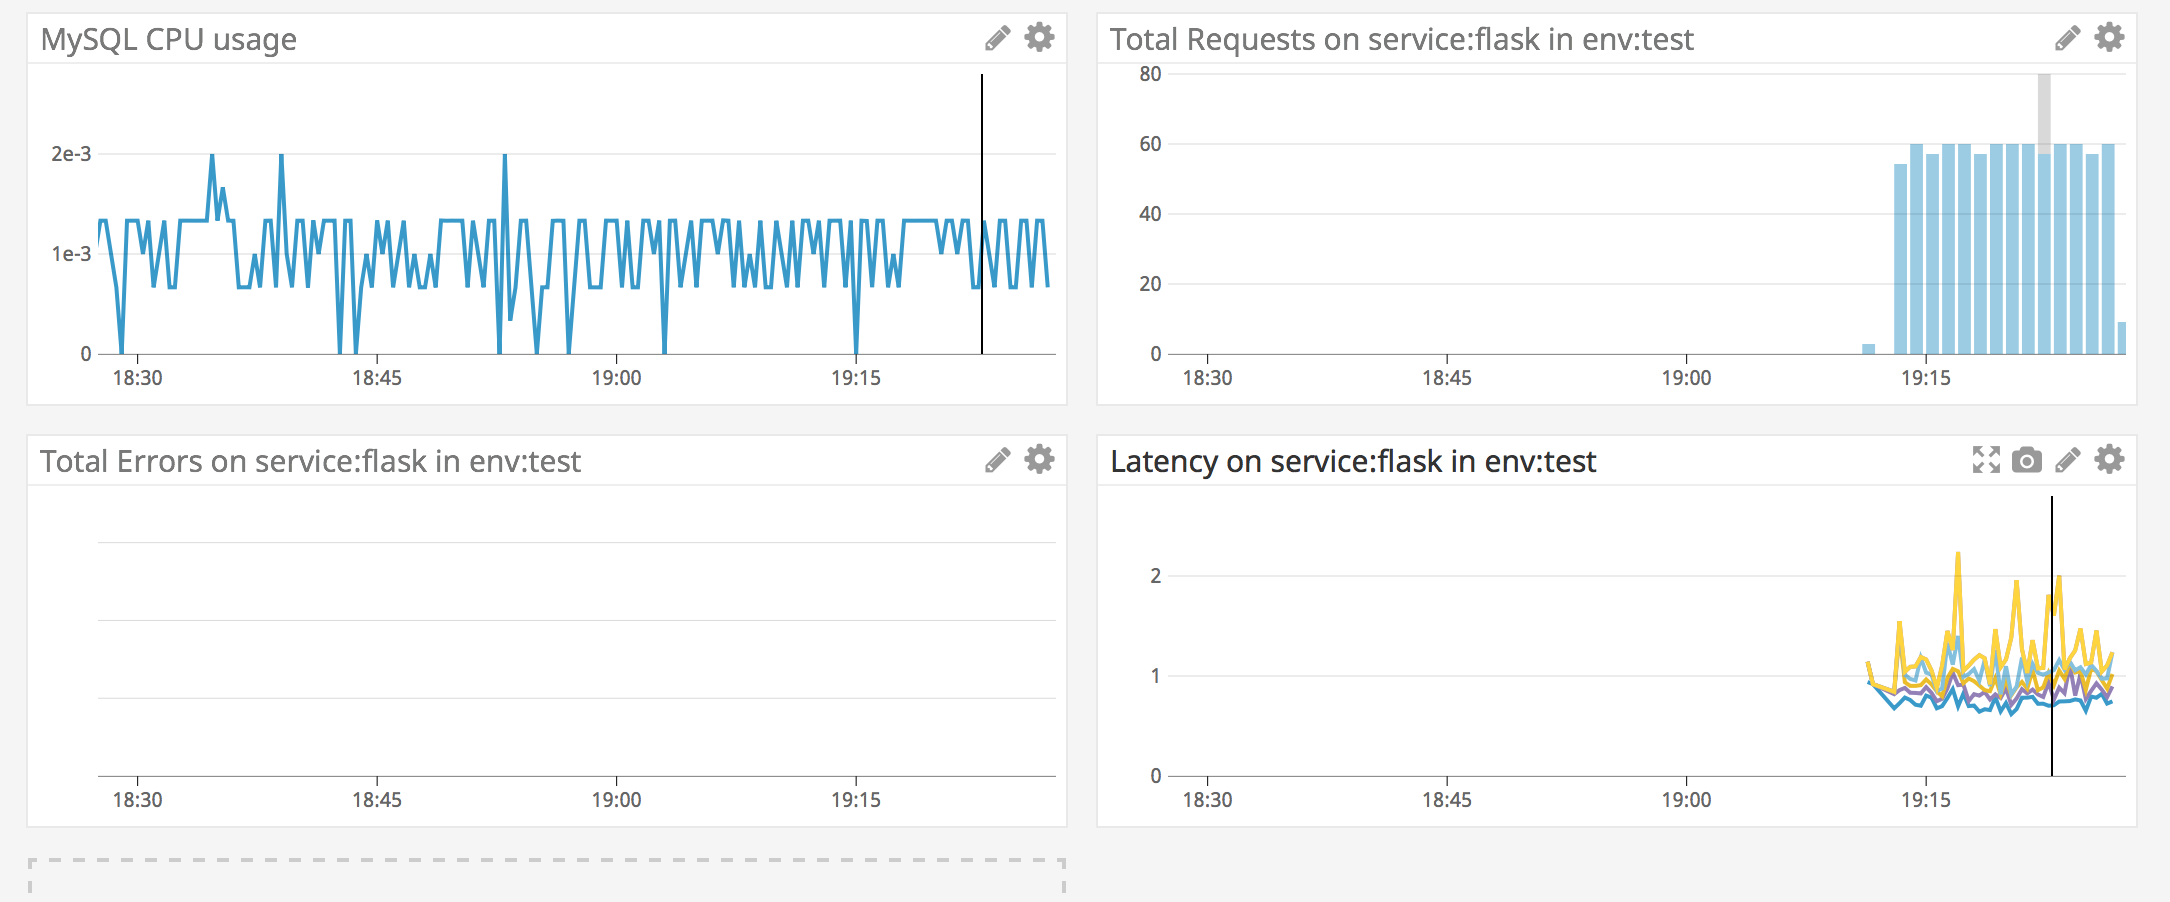 MySQL CPU usage
2e-3
1e-3
0
18:30 18:45 19:00 19:15
Total Requests on service:flask in env:test
80
60
40
20
0
18:30 18:45 19:00 19:15
Total Errors on service:flask in env:test
18:30 18:45 19:00 19:15
Latency on service:flask in env:test
2
1
0
18:30 18:45 19:00 19:15